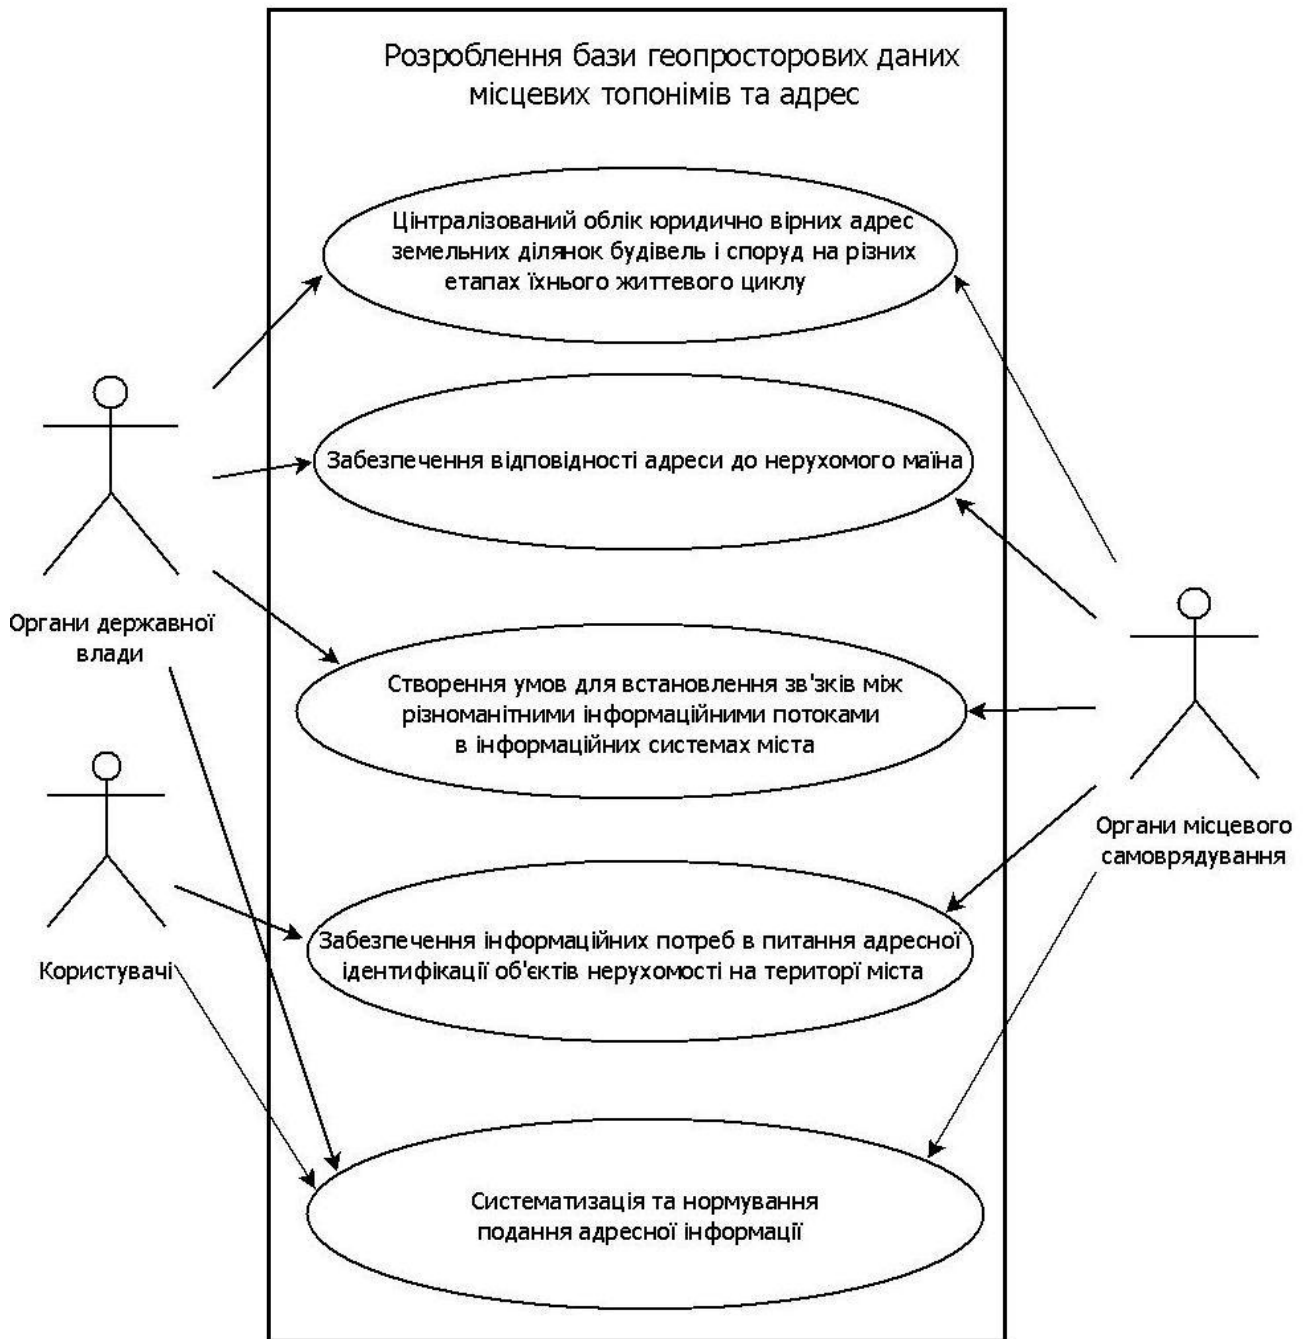 Розроблення бази геопросторових даних
місцевих топонімів та адрес
Цінтралізований облік юридично вірних адрес
земельних ділянок будівель і споруд на різних
етапах їхнього життевого циклу
Забезпечення відповідності адреси до нерухомого маїна
Органи державної
влади
Створення умов для встановлення зв'зків між
різноманітними інформаційними потоками
в інформаційних системах міста
Органи місцевого
самоврядування
Забезпечення інформаційних потреб в питання адресної
ідентифікації об'єктів нерухомості на територї міста
Користувачі
Систематизація та нормування
подання адресної інформації